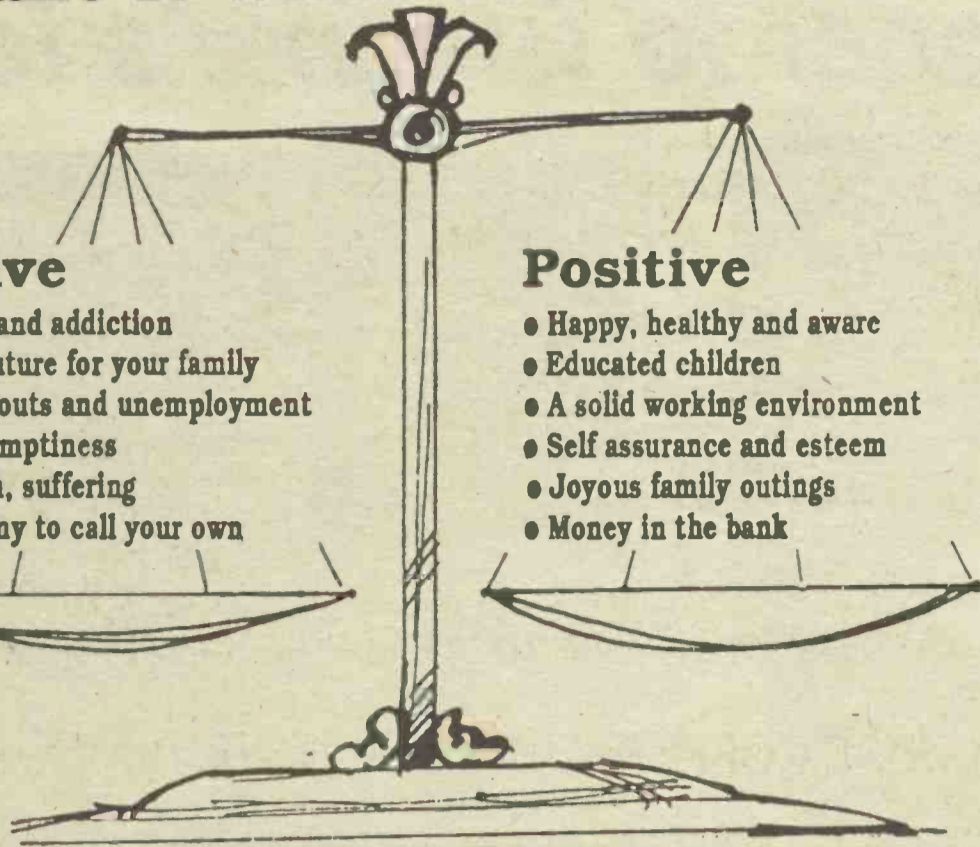 ive
and addiction
uture for your family
outs and unemployment
mptiness
, suffering
ny to call your own
Positive
• Happy, healthy and aware
• Educated children
• A solid working environment
• Self assurance and esteem
• Joyous family outings
• Money in the bank